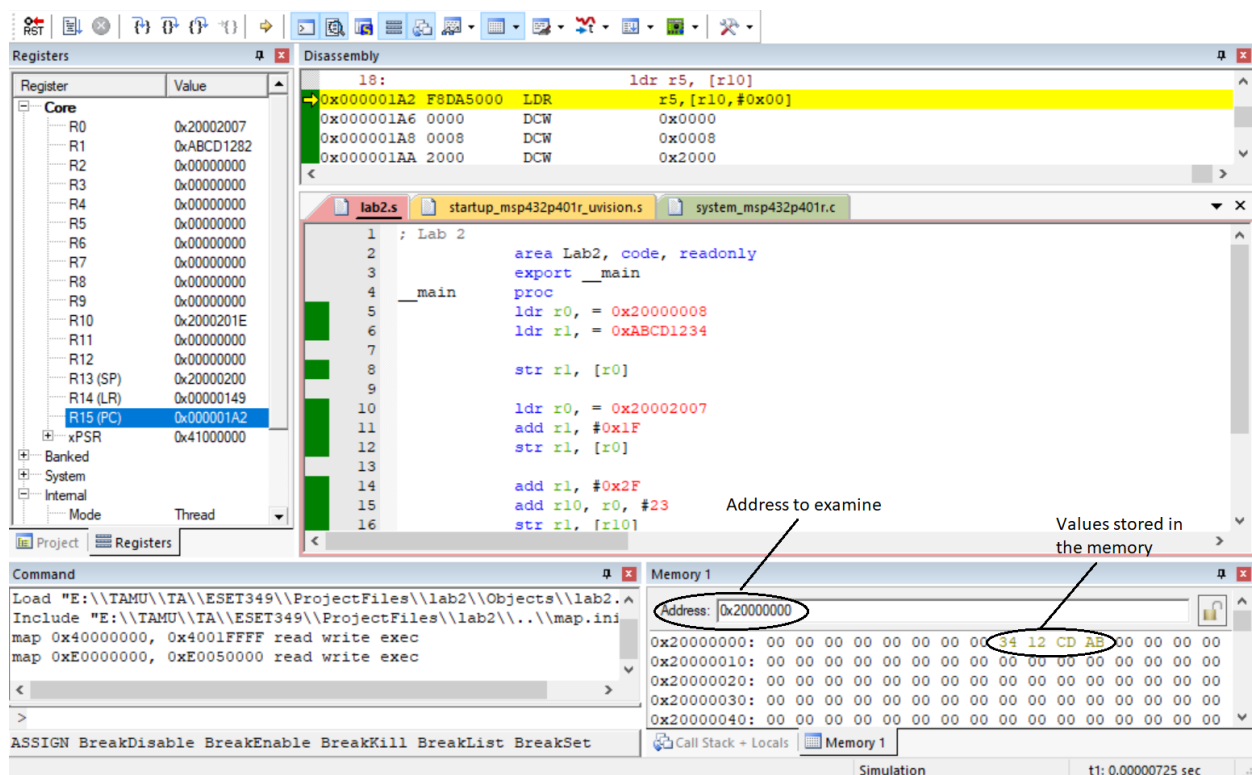 RST
Registers
Register Value
Core
R0 0x20002007
R1 0xABCD1282
R2 0x00000000
R3 0x00000000
R4 0x00000000
R5 0x00000000
R6 0x00000000
R7 0x00000000
R8 0x00000000
R9 0x00000000
R10 0x2000201E
R11 0x00000000
R12 0x00000000
R13 (SP) 0x20000200
R14 (LR) 0x00000149
R15 (PC) 0x000001A2
xPSR 0x41000000
Banked
System
Internal
Mode Thread
Project Registers
Disassembly
18: ldr r5, [r10]
0x000001A2 F8DA5000 LDR r5,[r10,#0x00]
0x000001A6 0000 DCW 0x0000
0x000001A8 0008 DCW 0x0008
0x000001AA 2000 DCW 0x2000
lab2.s startup_msp432p401r_uvision.s system_msp432p401r.c
1 ; Lab 2
2 area Lab2, code, readonly
3 export __main
4 __main proc
5 ldr r0, = 0x20000008
6 ldr r1, = 0xABCD1234
7
8 str r1, [r0]
9
10 ldr r0, = 0x20002007
11 add r1, #0x1F
12 str r1, [r0]
13
14 add r1, #0x2F
15 add r10, r0, #23
16 str r1, [r10]
Address to examine
Values stored in
the memory
Command
Load "E:\\TAMU\\TA\\ESET349\\ProjectFiles\\lab2\\Objects\\lab2.
Include "E:\\TAMU\\TA\\ESET349\\ProjectFiles\\lab2\\..\\map.ini
map 0x40000000, 0x4001FFFF read write exec
map 0xE0000000, 0xE0050000 read write exec
>
ASSIGN BreakDisable BreakEnable BreakKill BreakList BreakSet
Memory 1
Address: 0x20000000
0x20000000: 00 00 00 00 00 00 00 00 34 12 CD AB 00 00 00 00
0x20000010: 00 00 00 00 00 00 00 00 00 00 00 00 00 00 00 00
0x20000020: 00 00 00 00 00 00 00 00 00 00 00 00 00 00 00 00
0x20000030: 00 00 00 00 00 00 00 00 00 00 00 00 00 00 00 00
0x20000040: 00 00 00 00 00 00 00 00 00 00 00 00 00 00 00 00
Call Stack + Locals Memory 1
Simulation t1: 0.00000725 sec